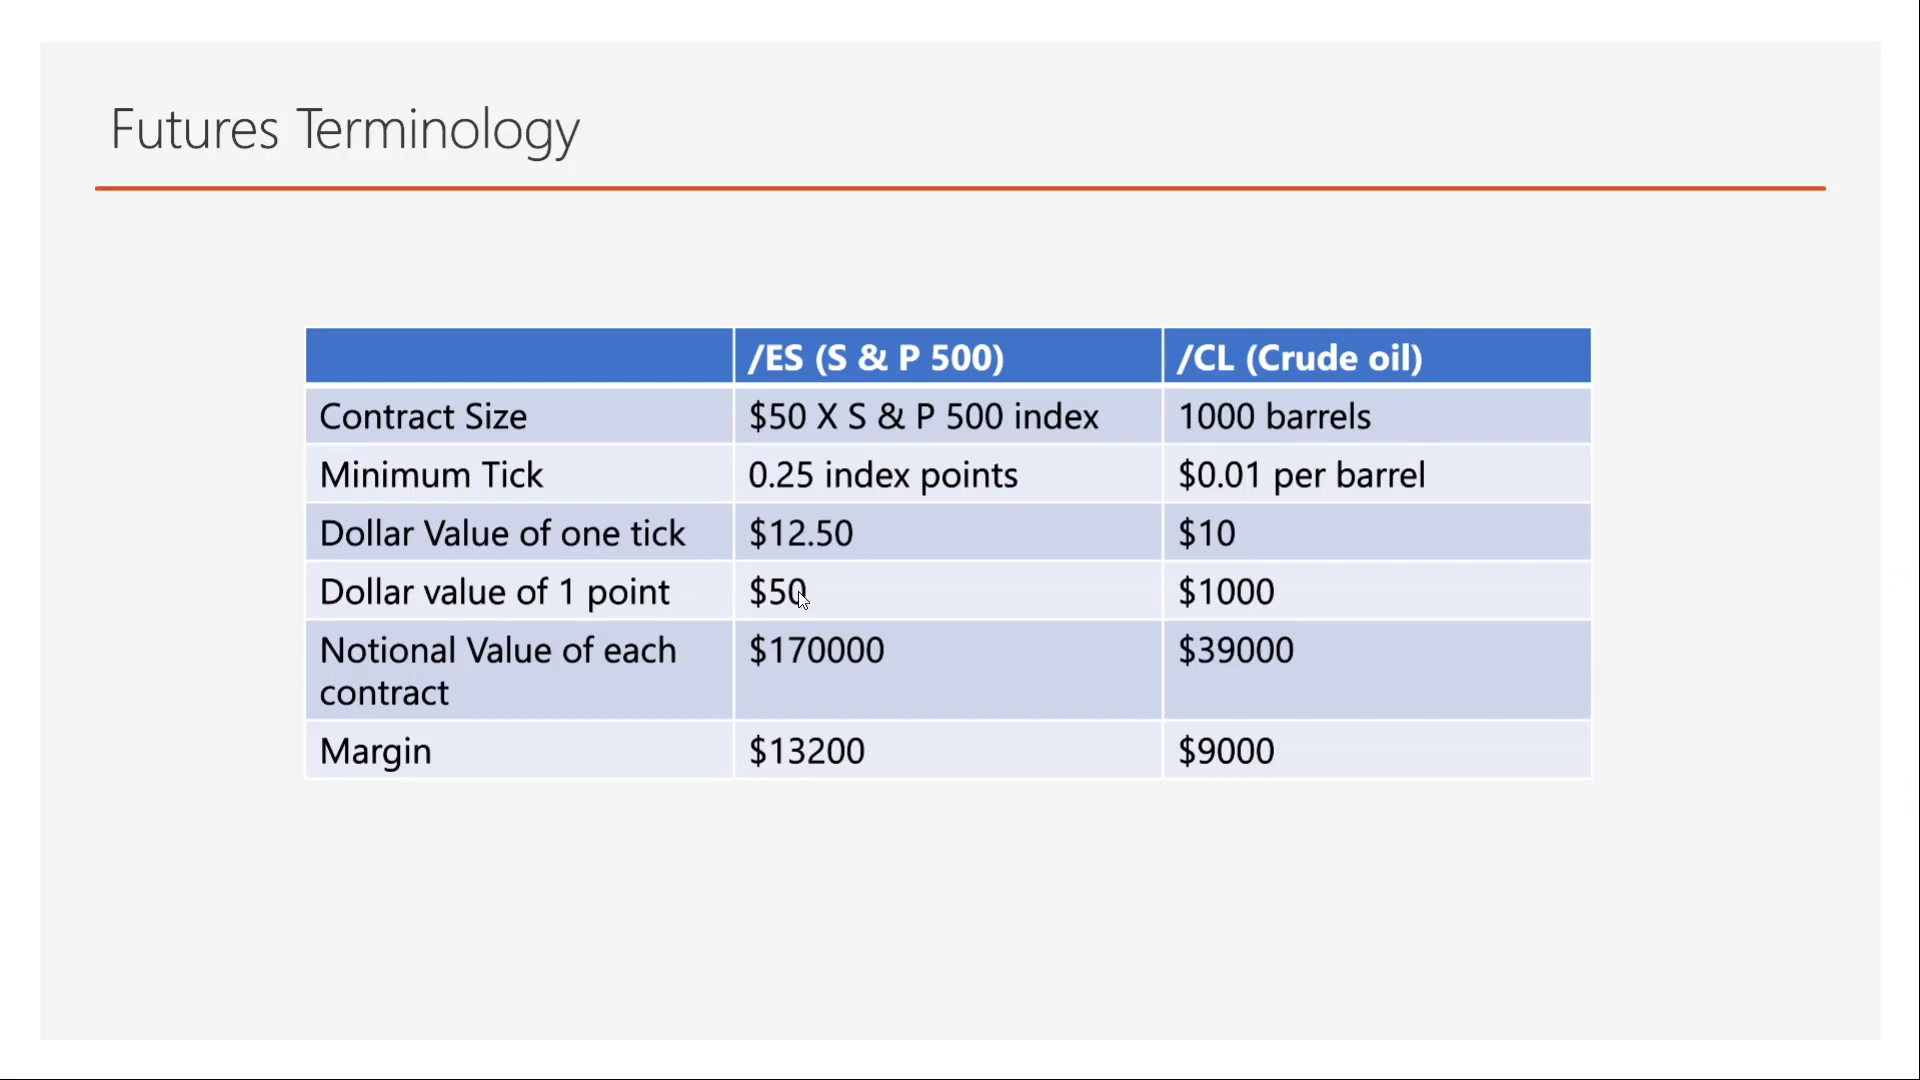 Futures Terminology
/ES (S & P 500) /CL (Crude oil)
Contract Size $50 X S & P 500 index 1000 barrels
Minimum Tick 0.25 index points $0.01 per barrel
Dollar Value of one tick $12.50 $10
Dollar value of 1 point $50 $1000
Notional Value of each $170000 $39000
contract
Margin $13200 $9000